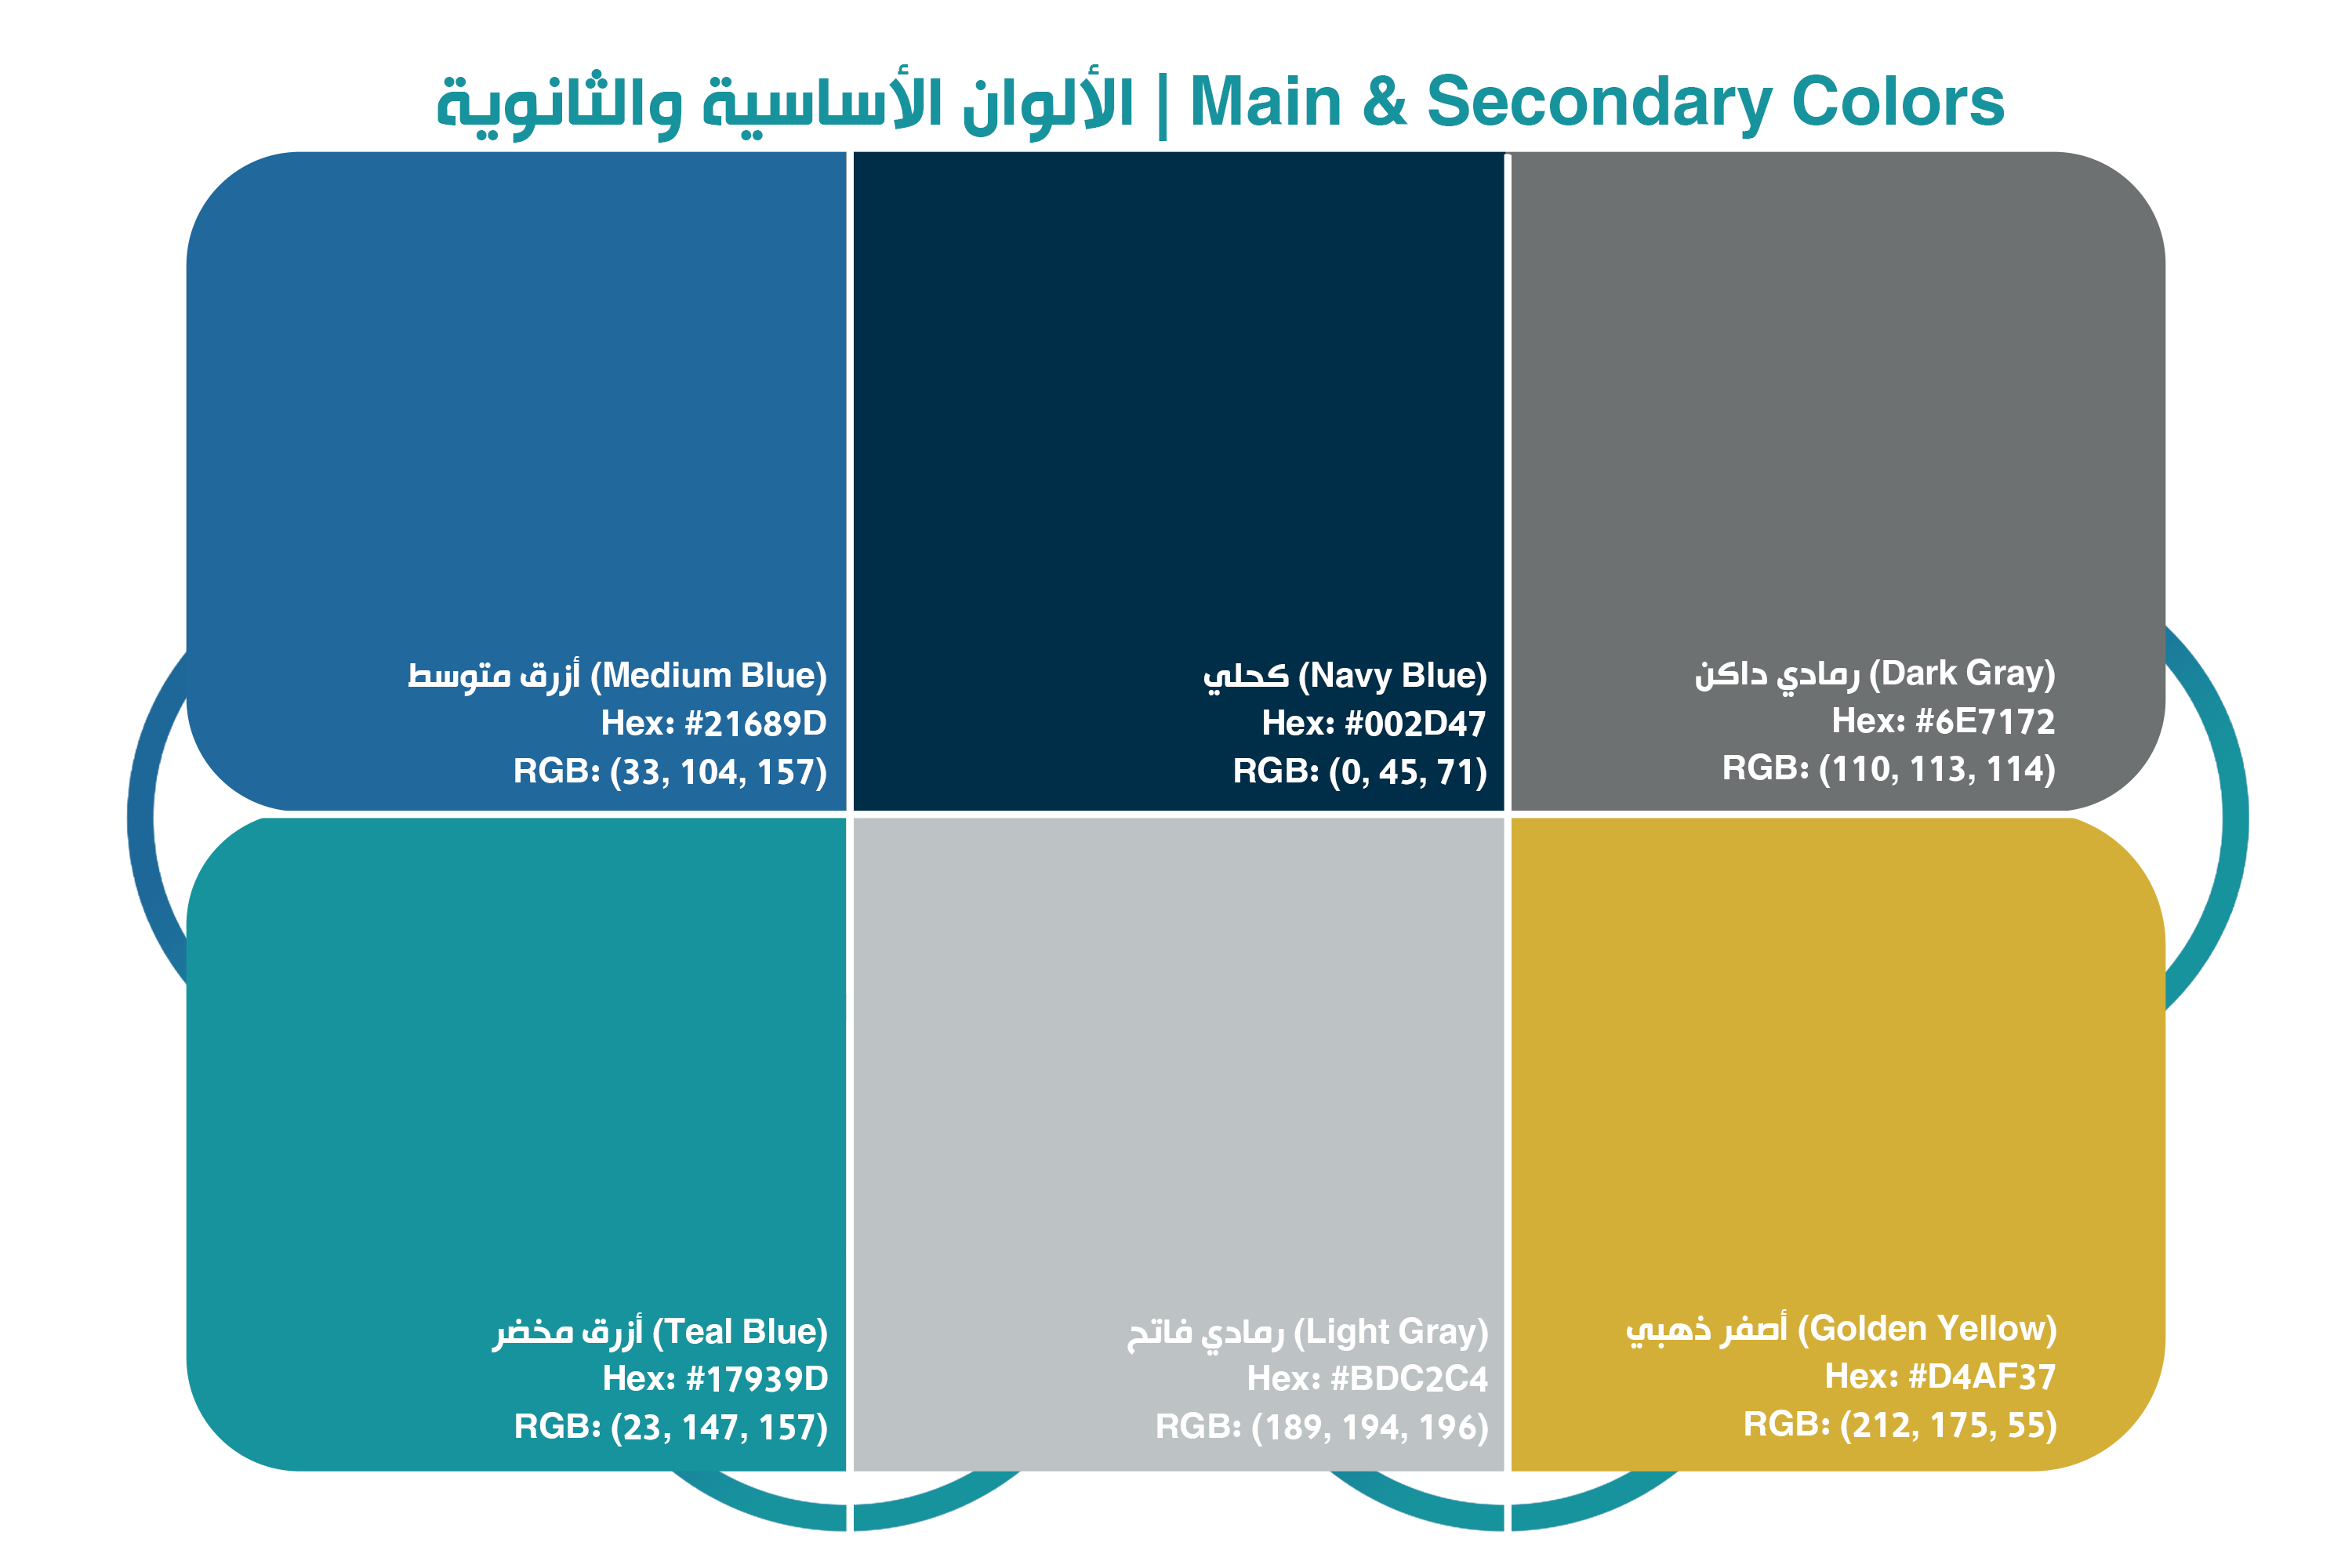 الألوان الأساسية والثانوية | Main & Secondary Colors
أزرق متوسط (Medium Blue)
Hex: #21689D
RGB: (33, 104, 157)
كحلي (Navy Blue)
Hex: #002D47
RGB: (0, 45, 71)
رمادي داكن (Dark Gray)
Hex: #6E7172
RGB: (110, 113, 114)
أزرق مخضر (Teal Blue)
Hex: #17939D
RGB: (23, 147, 157)
رمادي فاتح (Light Gray)
Hex: #BDC2C4
RGB: (189, 194, 196)
أصفر ذهبي (Golden Yellow)
Hex: #D4AF37
RGB: (212, 175, 55)